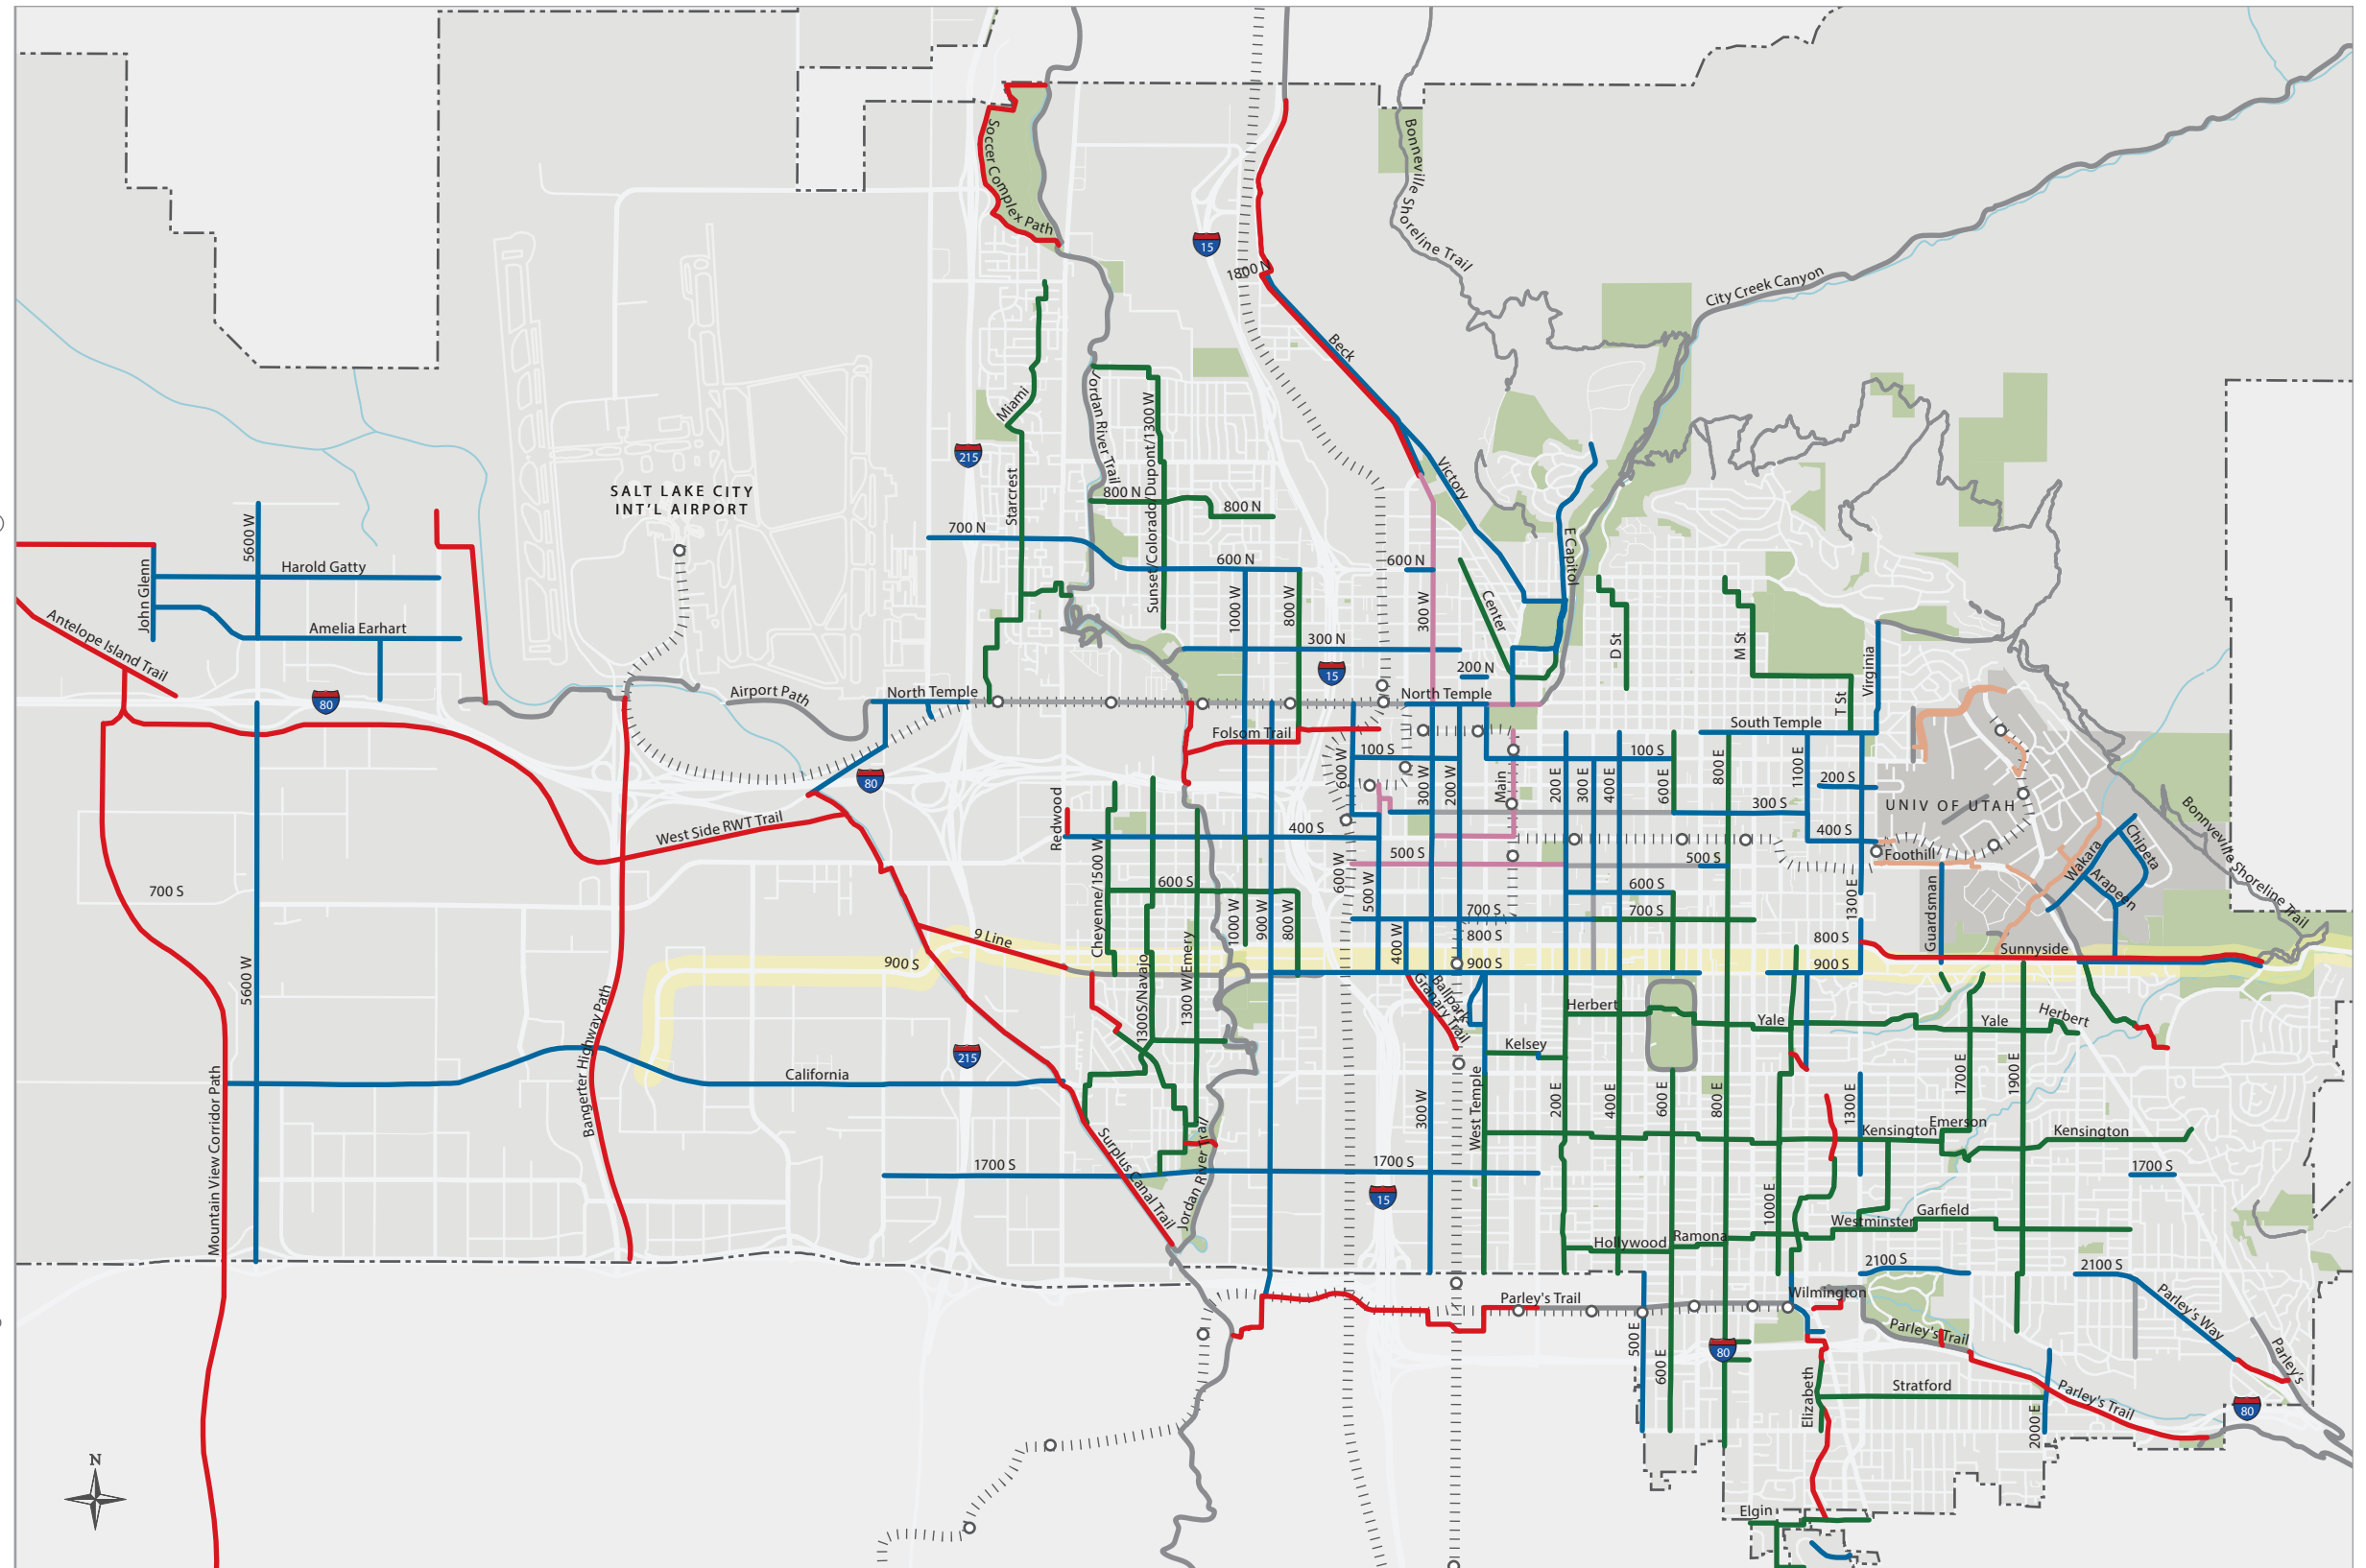 Soccer Complex Path
Bonneville Shoreline Trail
15
1800 N
City Creek Canyon
Beck
Miami
Jordan River Trail
Sunset/Colorado/Dupont/1300 W
215
Victory
Starcrest
SALT LAKE CITY
INT'L AIRPORT
800 N
800 N
700 N
5600 W
E Capitol
Harold Gatty
600 N
600 N
John Glenn
1000 W
800 W
300 W
Center
Amelia Earhart
300 N
D St
M St
Virginia
Antelope Island Trail
200 N
15
80
Airport Path
North Temple
North Temple
T St
South Temple
Folsom Trail
100 S
100 S
600 W
300 W
200 W
Main
200 E
300 E
400 E
600 E
800 E
1100 E
200 S
80
300 S
UNIV OF UTAH
Redwood
West Side RWT Trail
400 S
400 S
Bonnveville Shoreline Trail
Chipeta
500 S
500 S
Foothill
Wakara
Arapeen
Cheyenne/1500 W
600 W
500 W
600 S
600 S
700 S
1300 E
Guardsman
1000 W
900 W
800 W
700 S
700 S
9 Line
400 W
800 S
800 S
Sunnyside
900 S
900 S
900 S
5600 W
1300S/Navajo
1300 W/Emery
Ballpark
Granary Trail
Herbert
Yale
Yale
Herbert
Bangerter Highway Path
215
Kelsey
California
1700 E
1900 E
Mountain View Corridor Path
300 W
West Temple
200 E
400 E
600 E
800 E
1300 E
Emerson
Kensington
Kensington
Surplus Canal Trail
Jordan River Trail
1700 S
1700 S
1700 S
15
1000 E
Westminster
Garfield
Hollywood
Ramona
2100 S
2100 S
Parley's Trail
Wilmington
Parley's Way
500 E
600 E
80
Parley's Trail
Parley's
Elizabeth
Stratford
Parley's Trail
2000 E
80
N
Elgin